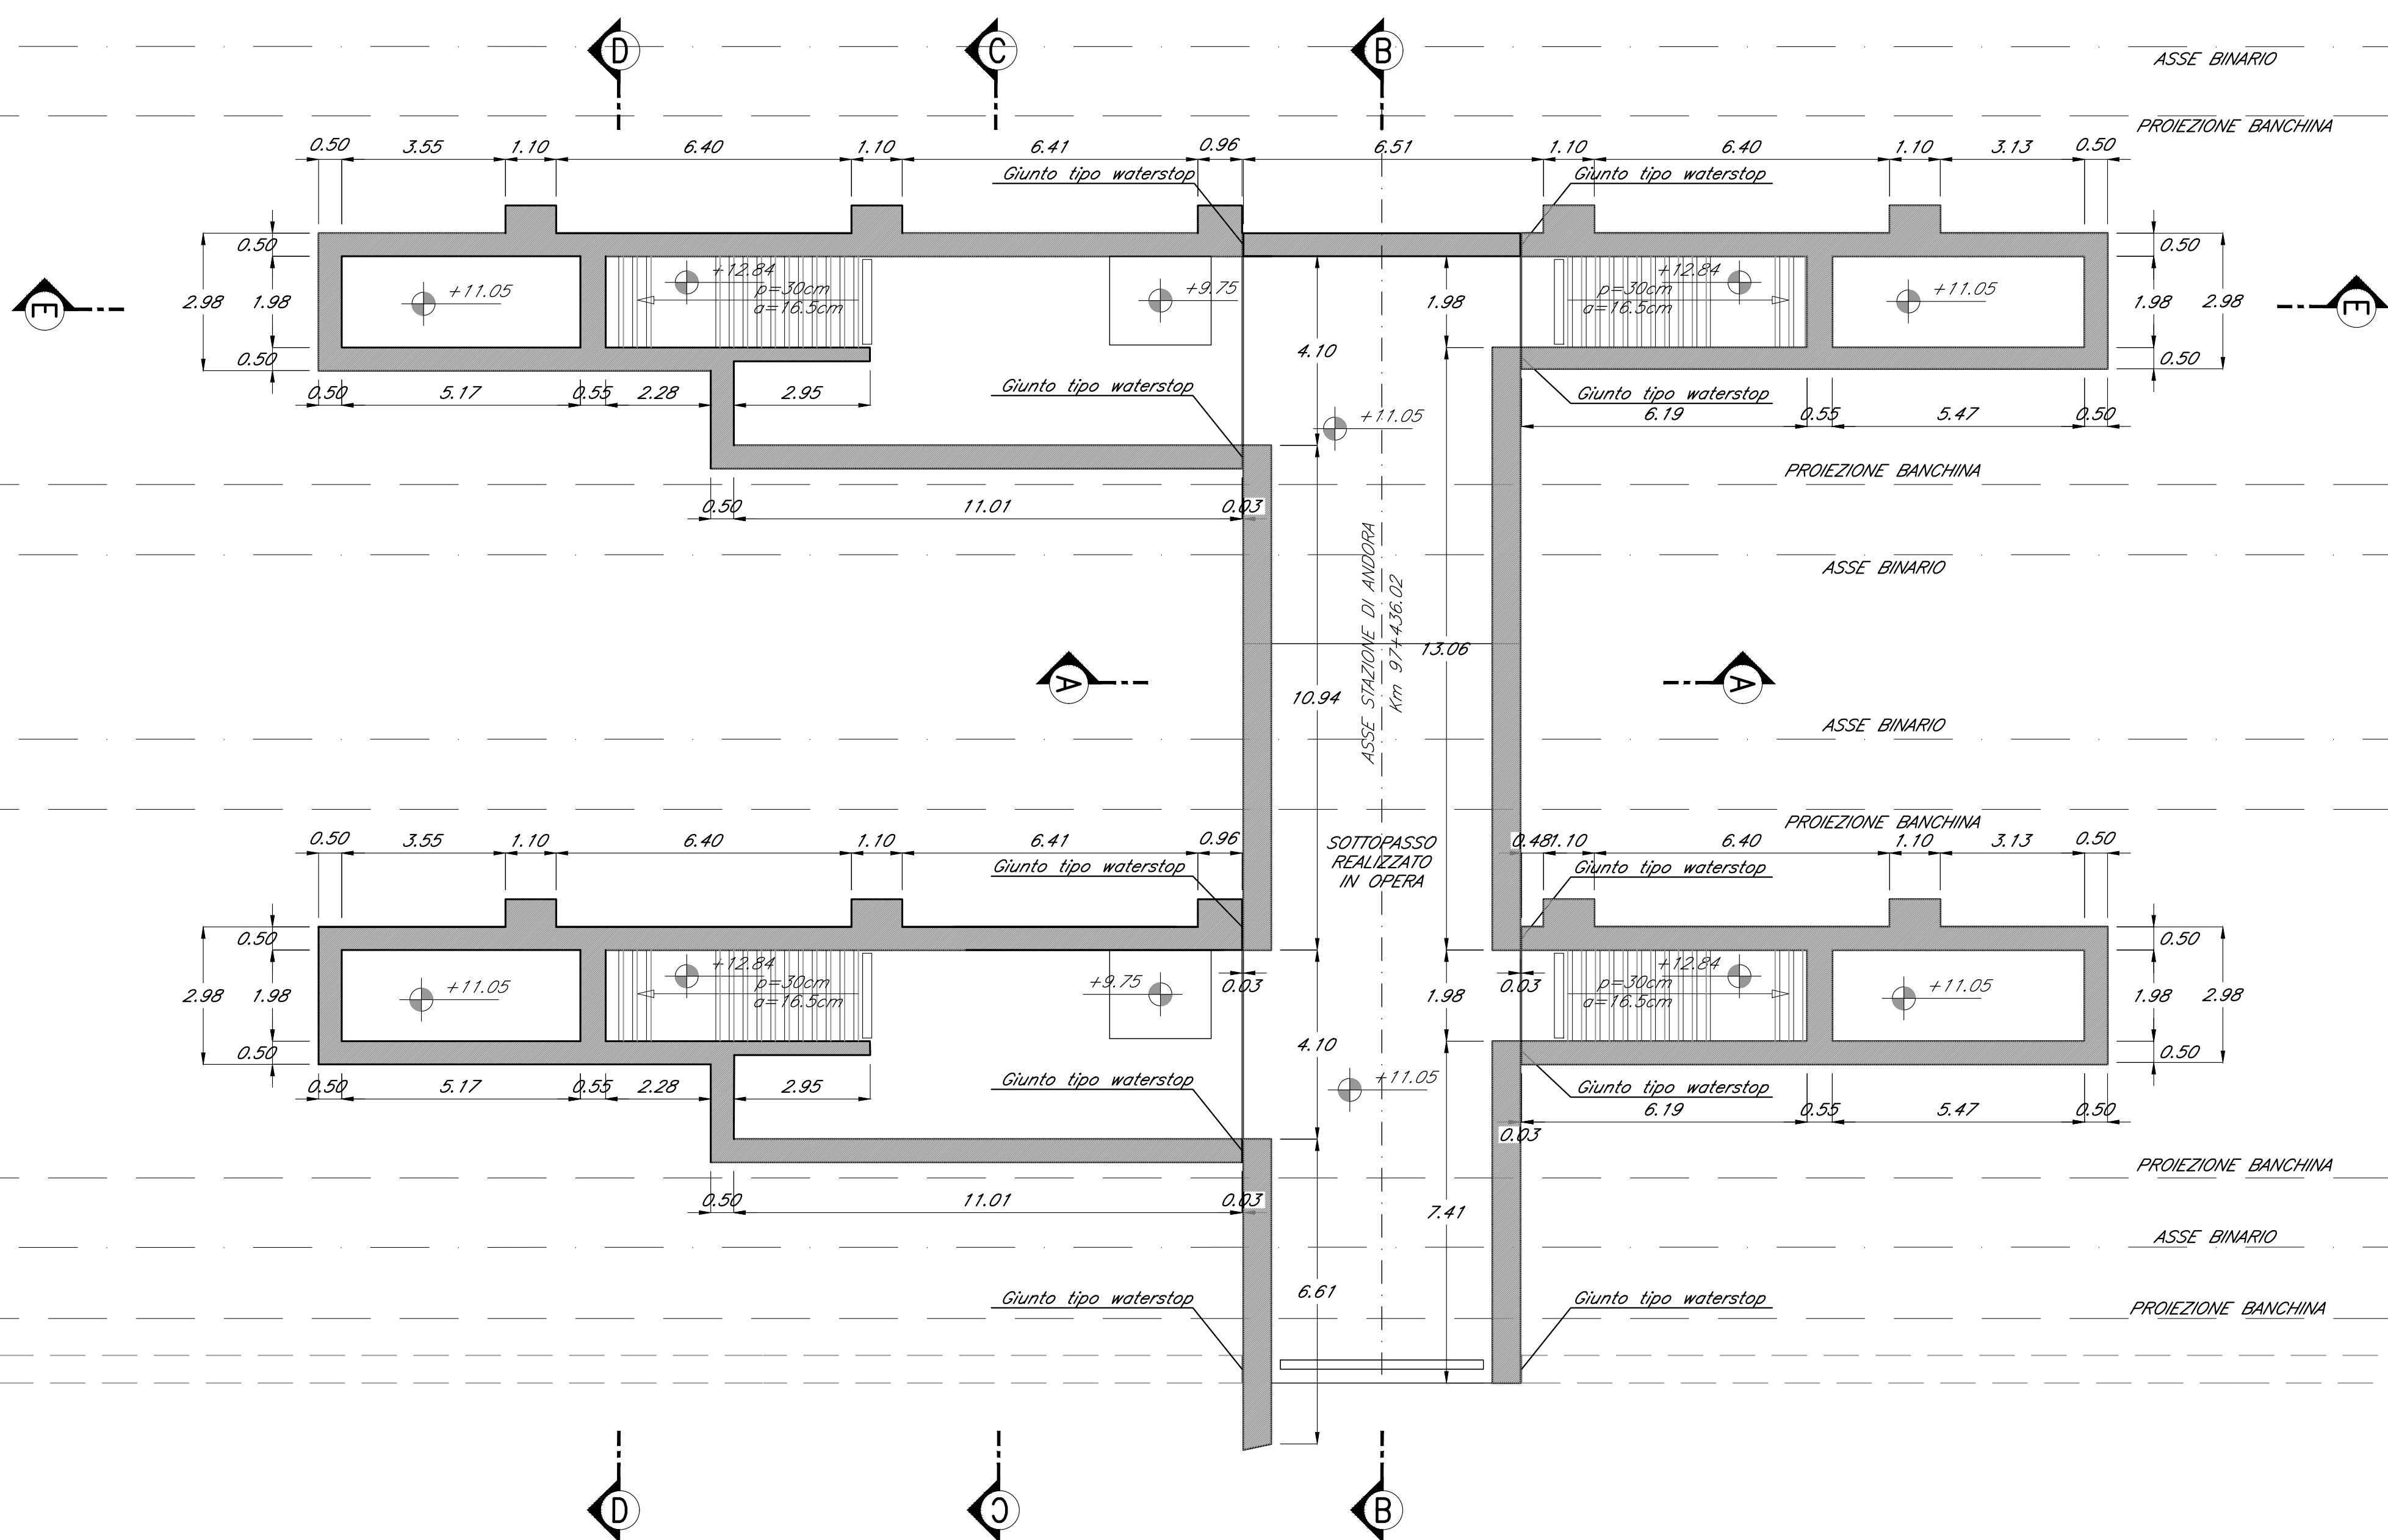 D C B
ASSE BINARIO
PROIEZIONE BANCHINA
0.50 3.55 1.10 6.40 1.10 6.41 0.96 6.51 1.10 6.40 1.10 3.13 0.50
Giunto tipo waterstop Giunto tipo waterstop
0.50 0.50
+12.84 +12.84
E 2.98 1.98 +11.05 p=30cm +9.75 1.98 p=30cm +11.05 1.98 2.98 E
a=16.5cm a=16.5cm
0.50 4.10 0.50
0.50 5.17 0.55 2.28 2.95 Giunto tipo waterstop Giunto tipo waterstop
+11.05 6.19 0.55 5.47 0.50
PROIEZIONE BANCHINA
0.50 11.01 0.03
ASSE BINARIO
ASSE STAZIONE DI ANDORA
Km 97+436.02
13.06
A A
10.94
ASSE BINARIO
PROIEZIONE BANCHINA
0.50 3.55 1.10 6.40 1.10 6.41 0.96 0.48 1.10 6.40 1.10 3.13 0.50
SOTTOPASSO
REALIZZATO
IN OPERA
Giunto tipo waterstop Giunto tipo waterstop
0.50 0.50
+12.84 +12.84
2.98 1.98 +11.05 p=30cm +9.75 0.03 1.98 0.03 p=30cm +11.05 1.98 2.98
a=16.5cm a=16.5cm
0.50 4.10 0.50
0.50 5.17 0.55 2.28 2.95 Giunto tipo waterstop +11.05 Giunto tipo waterstop
6.19 0.55 5.47 0.50
0.03
PROIEZIONE BANCHINA
0.50 11.01 0.03 7.41
ASSE BINARIO
6.61
Giunto tipo waterstop Giunto tipo waterstop
PROIEZIONE BANCHINA
D C B